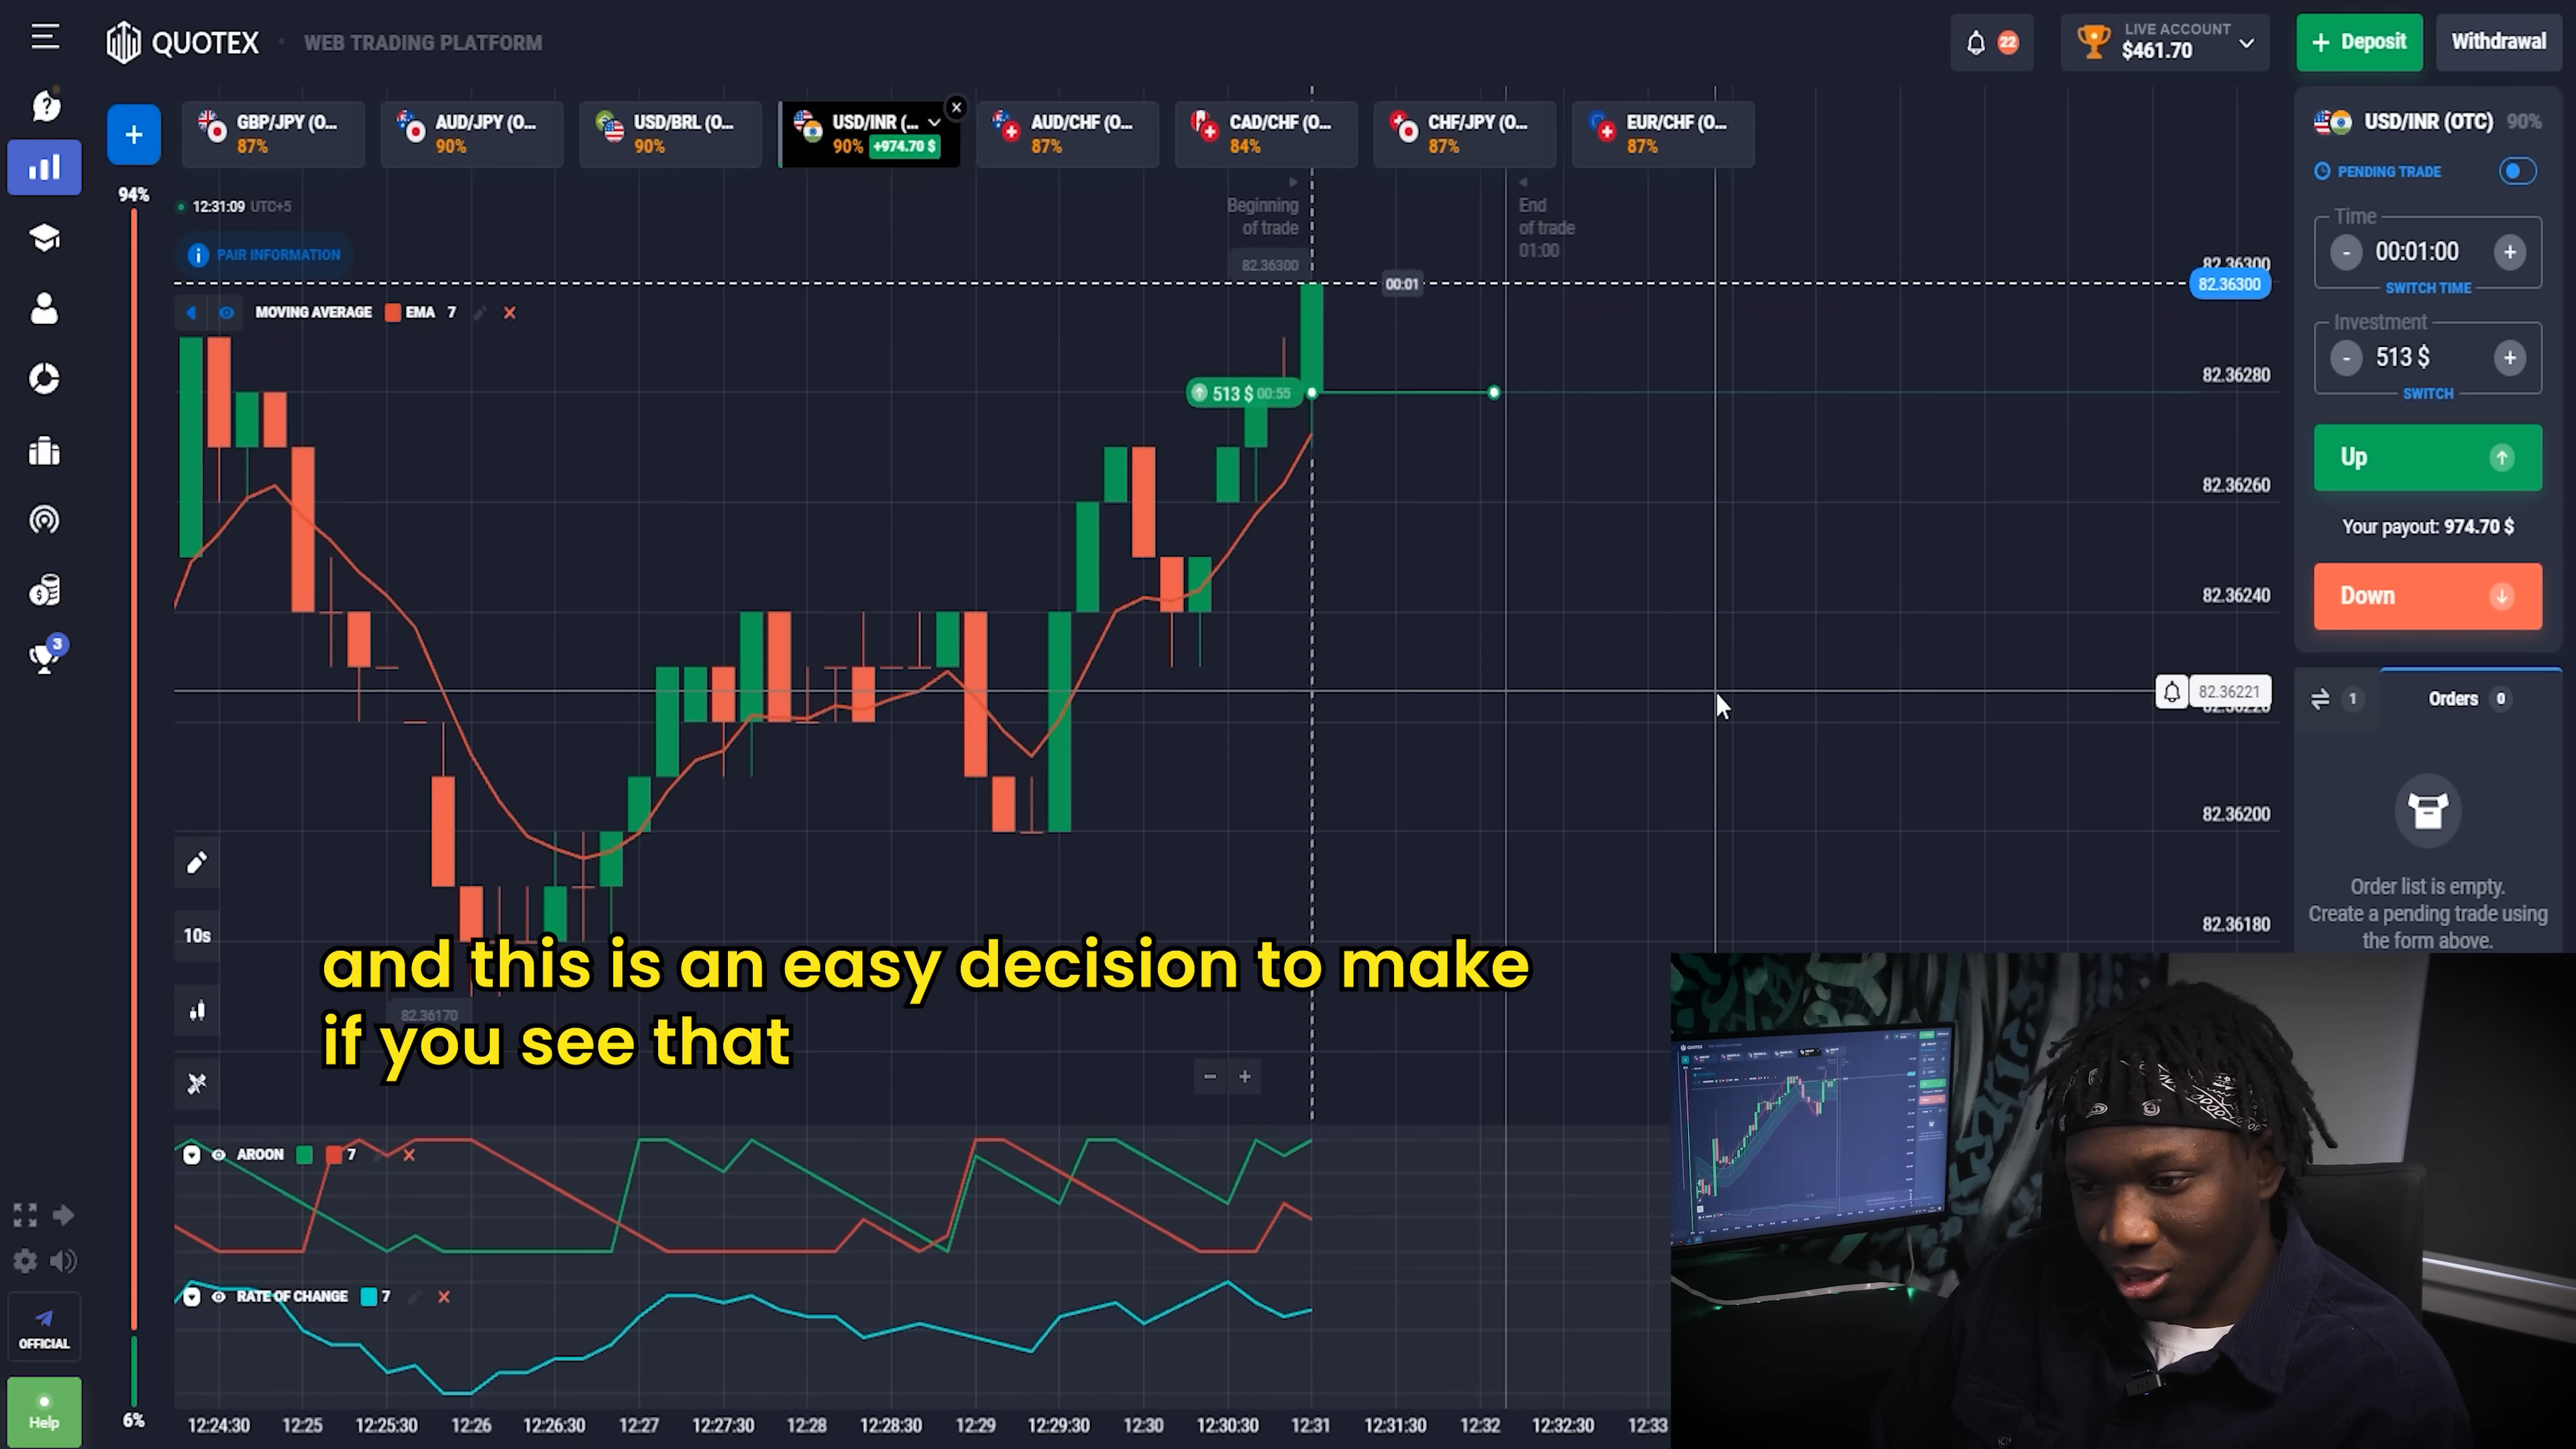 QUOTEX
WEB TRADING PLATFORM
22
LIVE ACCOUNT
$461.70
+ Deposit
Withdrawal
+
GBP/JPY (O...
87%
AUD/JPY (O...
90%
USD/BRL (O...
90%
USD/INR (...
90% +974.70 $
AUD/CHF (O...
87%
CAD/CHF (O...
84%
CHF/JPY (O...
87%
EUR/CHF (O...
87%
94%
12:31:09 UTC+5
PAIR INFORMATION
MOVING AVERAGE EMA 7
Beginning
of trade
82.36300
End
of trade
01:00
00:01
513 $ 00:55
82.36300
82.36300
82.36280
82.36260
82.36240
82.36221
82.36200
82.36180
USD/INR (OTC) 90%
PENDING TRADE
Time
- 00:01:00 +
SWITCH TIME
Investment
- 513 $ +
SWITCH
Up
Your payout: 974.70 $
Down
1
Orders 0
Order list is empty.
Create a pending trade using
the form above.
3
10s
82.36170
and this is an easy decision to make
if you see that
AROON 7
RATE OF CHANGE 7
OFFICIAL
Help
6%
12:24:30 12:25 12:25:30 12:26 12:26:30 12:27 12:27:30 12:28 12:28:30 12:29 12:29:30 12:30 12:30:30 12:31 12:31:30 12:32 12:32:30 12:33